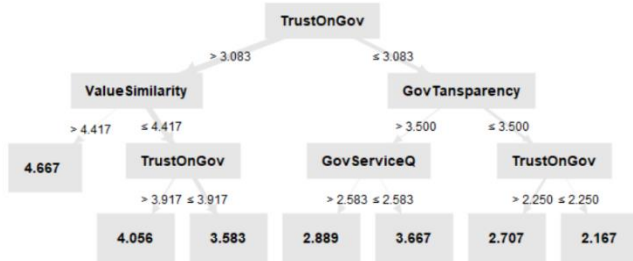 TrustOnGov
> 3.083 ≤ 3.083
ValueSimilarity GovTansparency
> 4.417 ≤ 4.417 > 3.500 ≤ 3.500
4.667 TrustOnGov GovServiceQ TrustOnGov
> 3.917 ≤ 3.917 > 2.583 ≤ 2.583 > 2.250 ≤ 2.250
4.056 3.583 2.889 3.667 2.707 2.167